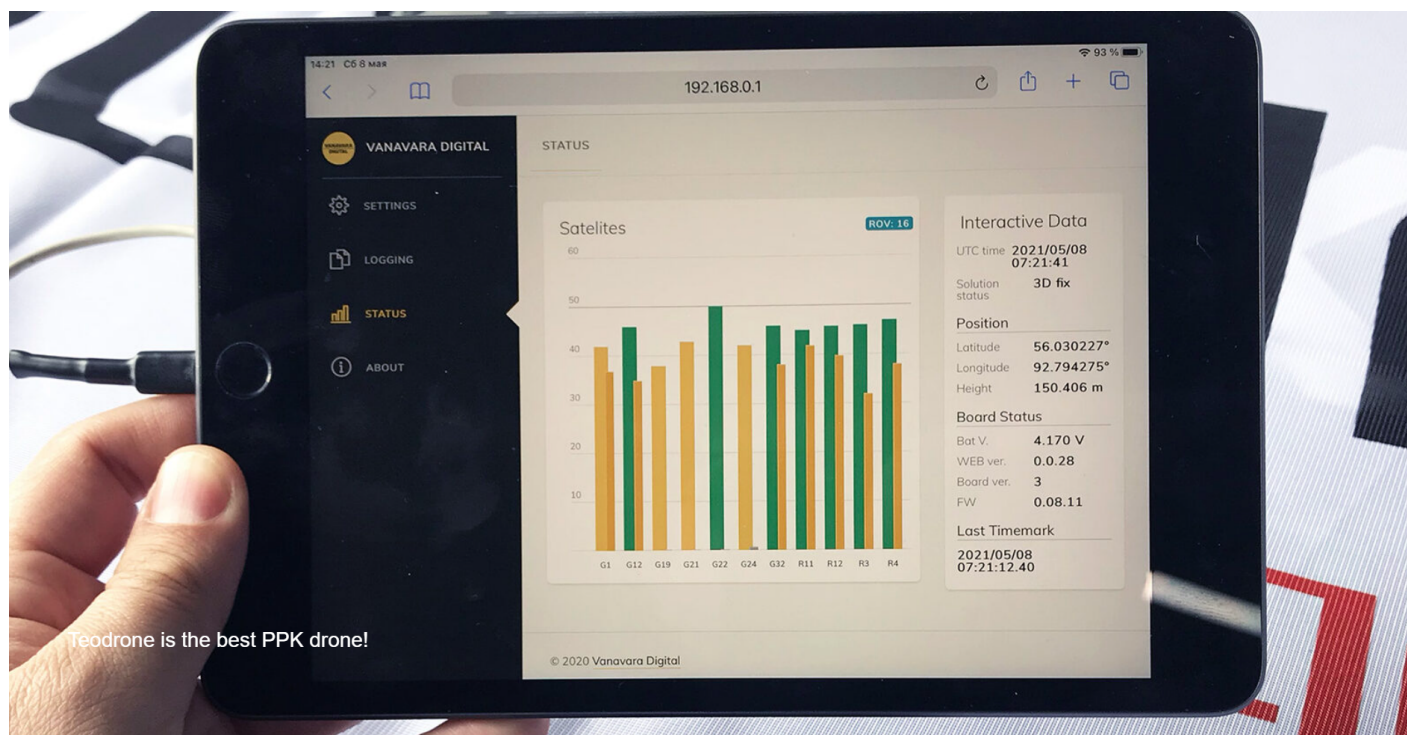 14:21 Сб 8 мая
93 %
192.168.0.1
VANAVARA DIGITAL
VANAVARA DIGITAL
SETTINGS
LOGGING
STATUS
ABOUT
STATUS
Satelites
ROV: 16
60
50
40
30
20
10
G1 G12 G19 G21 G22 G24 G32 R11 R12 R3 R4
Interactive Data
UTC time 2021/05/08
07:21:41
Solution 3D fix
status
Position
Latitude 56.030227°
Longitude 92.794275°
Height 150.406 m
Board Status
Bat V. 4.170 V
WEB ver. 0.0.28
Board ver. 3
FW 0.08.11
Last Timemark
2021/05/08
07:21:12.40
© 2020 Vanavara Digital
Teodrone is the best PPK drone!